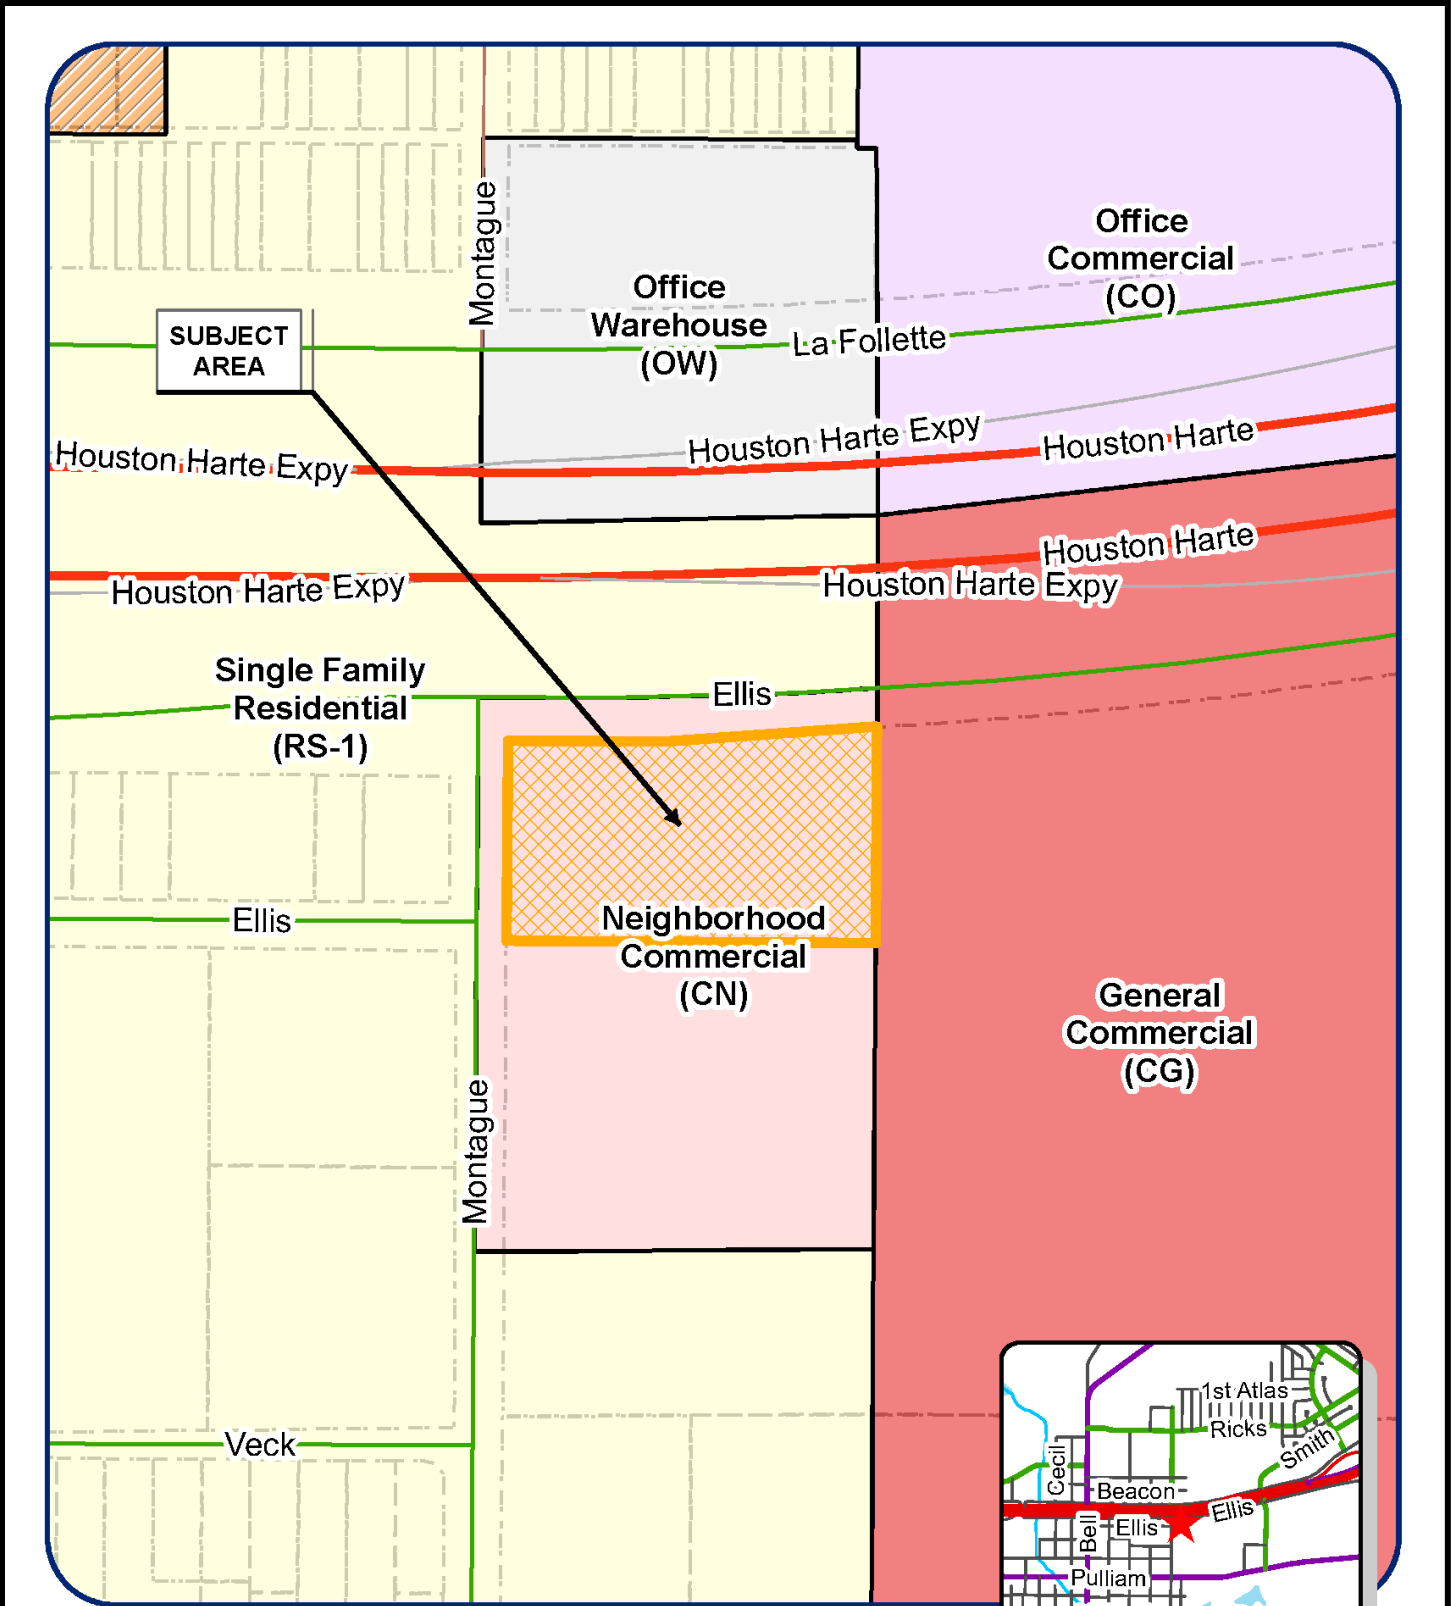 Montague
Office
Commercial
(CO)
Office
Warehouse
(OW)
SUBJECT
AREA
La Follette
Houston Harte Expy
Houston Harte Expy
Houston Harte
Houston Harte
Houston Harte Expy
Houston Harte Expy
Single Family
Residential
(RS-1)
Ellis
Ellis
Neighborhood
Commercial
(CN)
General
Commercial
(CG)
Montague
Veck
1st Atlas
Ricks
Smith
Cecil
Beacon
Ellis
Ellis
Bell
Pulliam